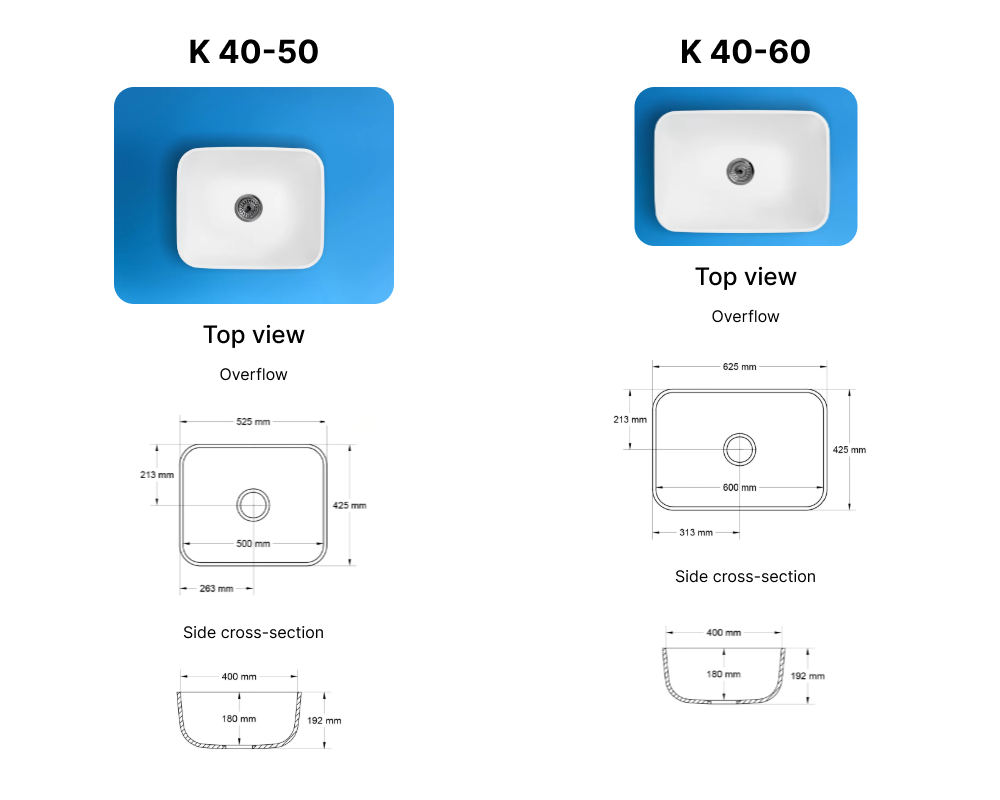 K 40-50
Top view
Overflow
525 mm
213 mm
425 mm
500 mm
263 mm
Side cross-section
400 mm
180 mm
192 mm
K 40-60
Top view
Overflow
625 mm
213 mm
425 mm
600 mm
313 mm
Side cross-section
400 mm
180 mm
192 mm